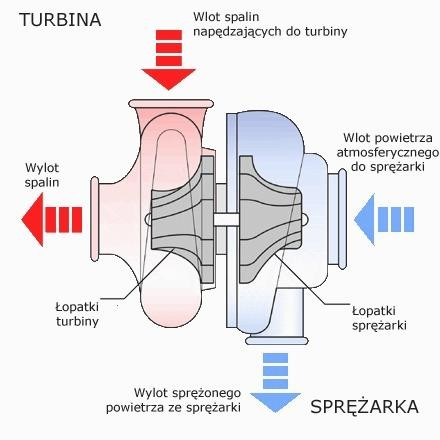 TURBINA
Wlot spalin
napędzających do turbiny
Wlot powietrza
atmosferycznego
do sprężarki
Wylot
spalin
Łopatki
turbiny
Łopatki
sprężarki
Wylot sprężonego
powietrza ze sprężarki
SPRĘŻARKA